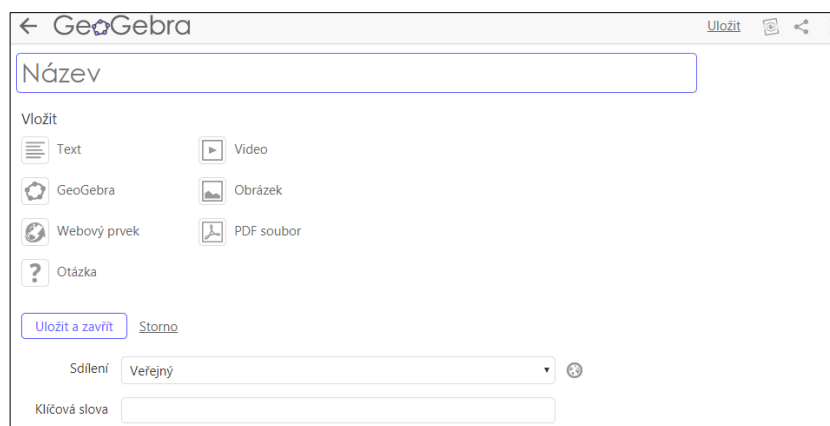 GeoGebra
Uložit
Název
Vložit
Text
Video
GeoGebra
Obrázek
Webový prvek
PDF soubor
Otázka
Uložit a zavřít Storno
Sdílení Veřejný
Klíčová slova